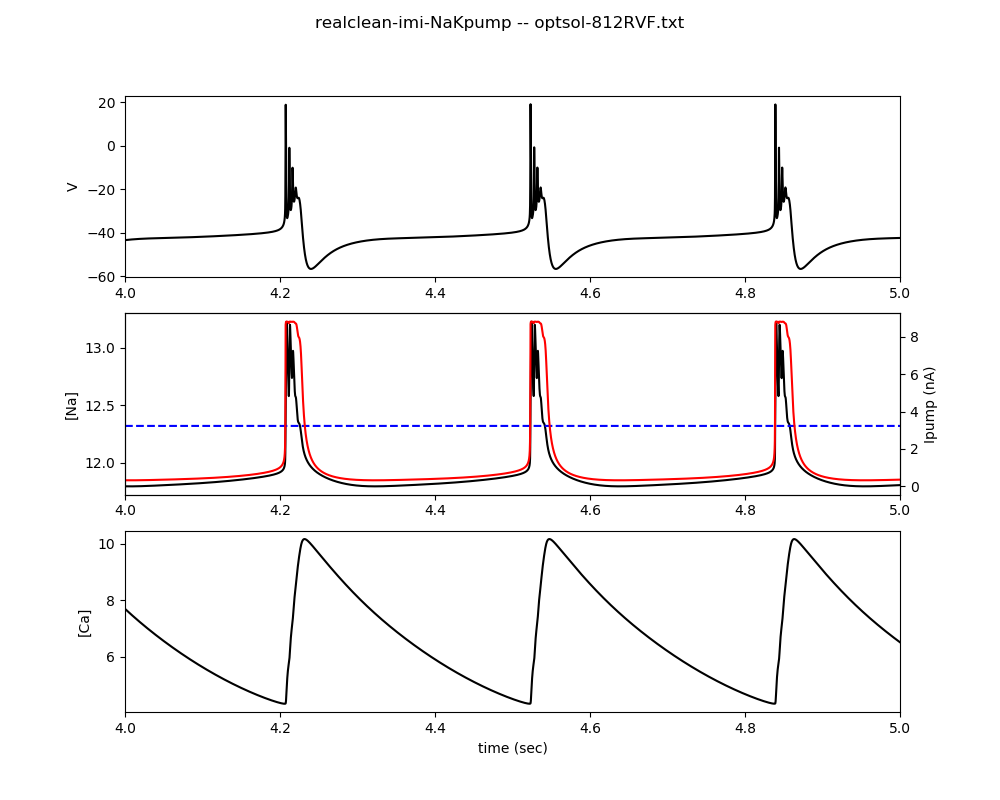 realclean-imi-NaKpump -- optsol-812RVF.txt
20
0
−20
−40
−60
V
4.0 4.2 4.4 4.6 4.8 5.0
13.0
12.5
12.0
[Na]
8
6
4
2
0
Ipump (nA)
4.0 4.2 4.4 4.6 4.8 5.0
10
8
6
[Ca]
4.0 4.2 4.4 4.6 4.8 5.0
time (sec)